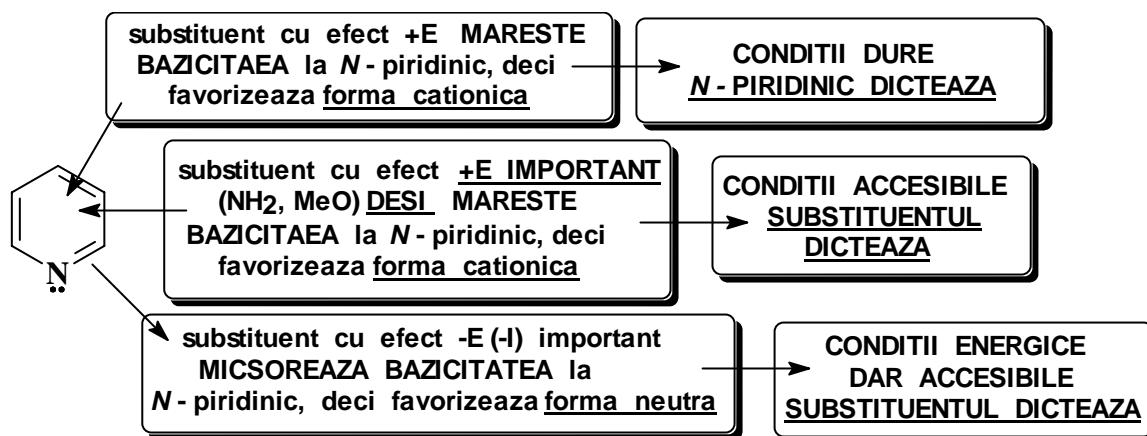 substituent cu efect +E MARESTE
BAZICITAEA la N - piridinic, deci
favorizeaza forma cationica
CONDITII DURE
N - PIRIDINIC DICTEAZA
substituent cu efect +E IMPORTANT
(NH2, MeO) DESI MARESTE
BAZICITAEA la N - piridinic, deci
favorizeaza forma cationica
CONDITII ACCESIBILE
SUBSTITUENTUL
DICTEAZA
N
substituent cu efect -E (-I) important
MICSOREAZA BAZICITATEA la
N - piridinic, deci favorizeaza forma neutra
CONDITII ENERGICE
DAR ACCESIBILE
SUBSTITUENTUL DICTEAZA